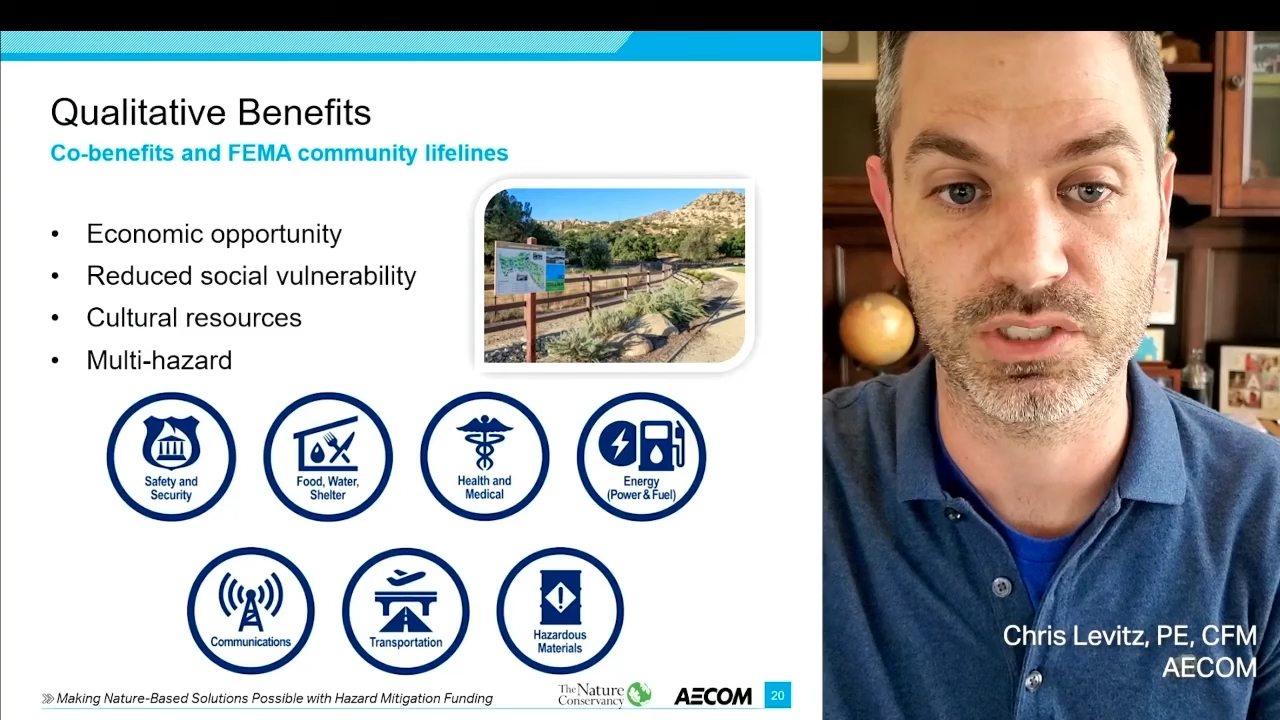 Qualitative Benefits
Co-benefits and FEMA community lifelines
• Economic opportunity
• Reduced social vulnerability
• Cultural resources
• Multi-hazard
Safety and
Security
Food, Water,
Shelter
Health and
Medical
Energy
(Power & Fuel)
Communications
Transportation
Hazardous
Materials
Making Nature-Based Solutions Possible with Hazard Mitigation Funding
The Nature
Conservancy
AECOM
20
Chris Levitz, PE, CFM
AECOM